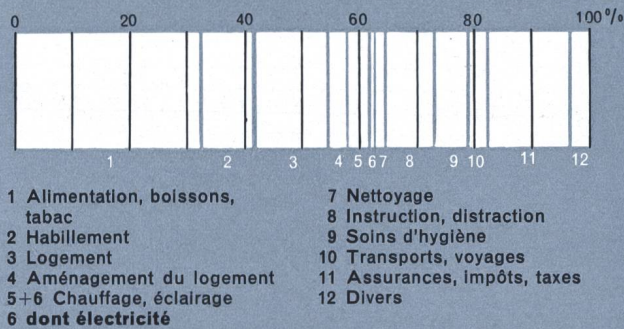 0 20 40 60 80 100 %
1 2 3 4 5 6 7 8 9 10 11 12
1 Alimentation, boissons,
tabac
2 Habillement
3 Logement
4 Aménagement du logement
5+6 Chauffage, éclairage
6 dont électricité
7 Nettoyage
8 Instruction, distraction
9 Soins d'hygiène
10 Transports, voyages
11 Assurances, impôts, taxes
12 Divers